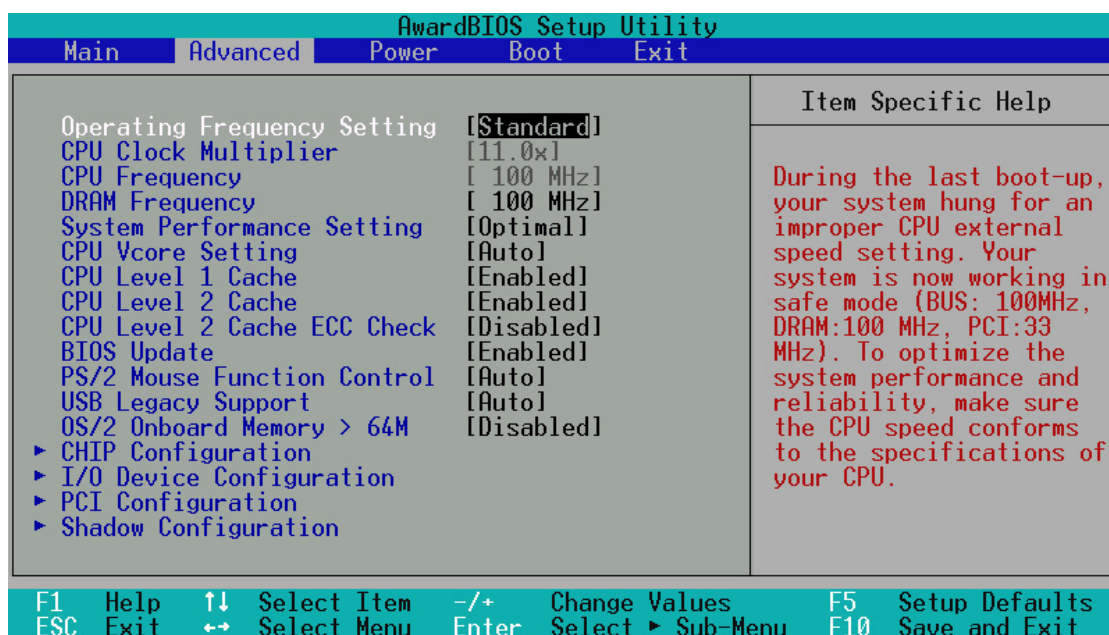 AwardBIOS Setup Utility
Main Advanced Power Boot Exit
Operating Frequency Setting [Standard]
CPU Clock Multiplier [11.0x]
CPU Frequency [ 100 MHz]
DRAM Frequency [ 100 MHz]
System Performance Setting [Optimal]
CPU Vcore Setting [Auto]
CPU Level 1 Cache [Enabled]
CPU Level 2 Cache [Enabled]
CPU Level 2 Cache ECC Check [Disabled]
BIOS Update [Enabled]
PS/2 Mouse Function Control [Auto]
USB Legacy Support [Auto]
OS/2 Onboard Memory > 64M [Disabled]
► CHIP Configuration
► I/O Device Configuration
► PCI Configuration
► Shadow Configuration
Item Specific Help
During the last boot-up,
your system hung for an
improper CPU external
speed setting. Your
system is now working in
safe mode (BUS: 100MHz,
DRAM:100 MHz, PCI:33
MHz). To optimize the
system performance and
reliability, make sure
the CPU speed conforms
to the specifications of
your CPU.
F1 Help ↑↓ Select Item -/+ Change Values F5 Setup Defaults
ESC Exit ←→ Select Menu Enter Select ► Sub-Menu F10 Save and Exit